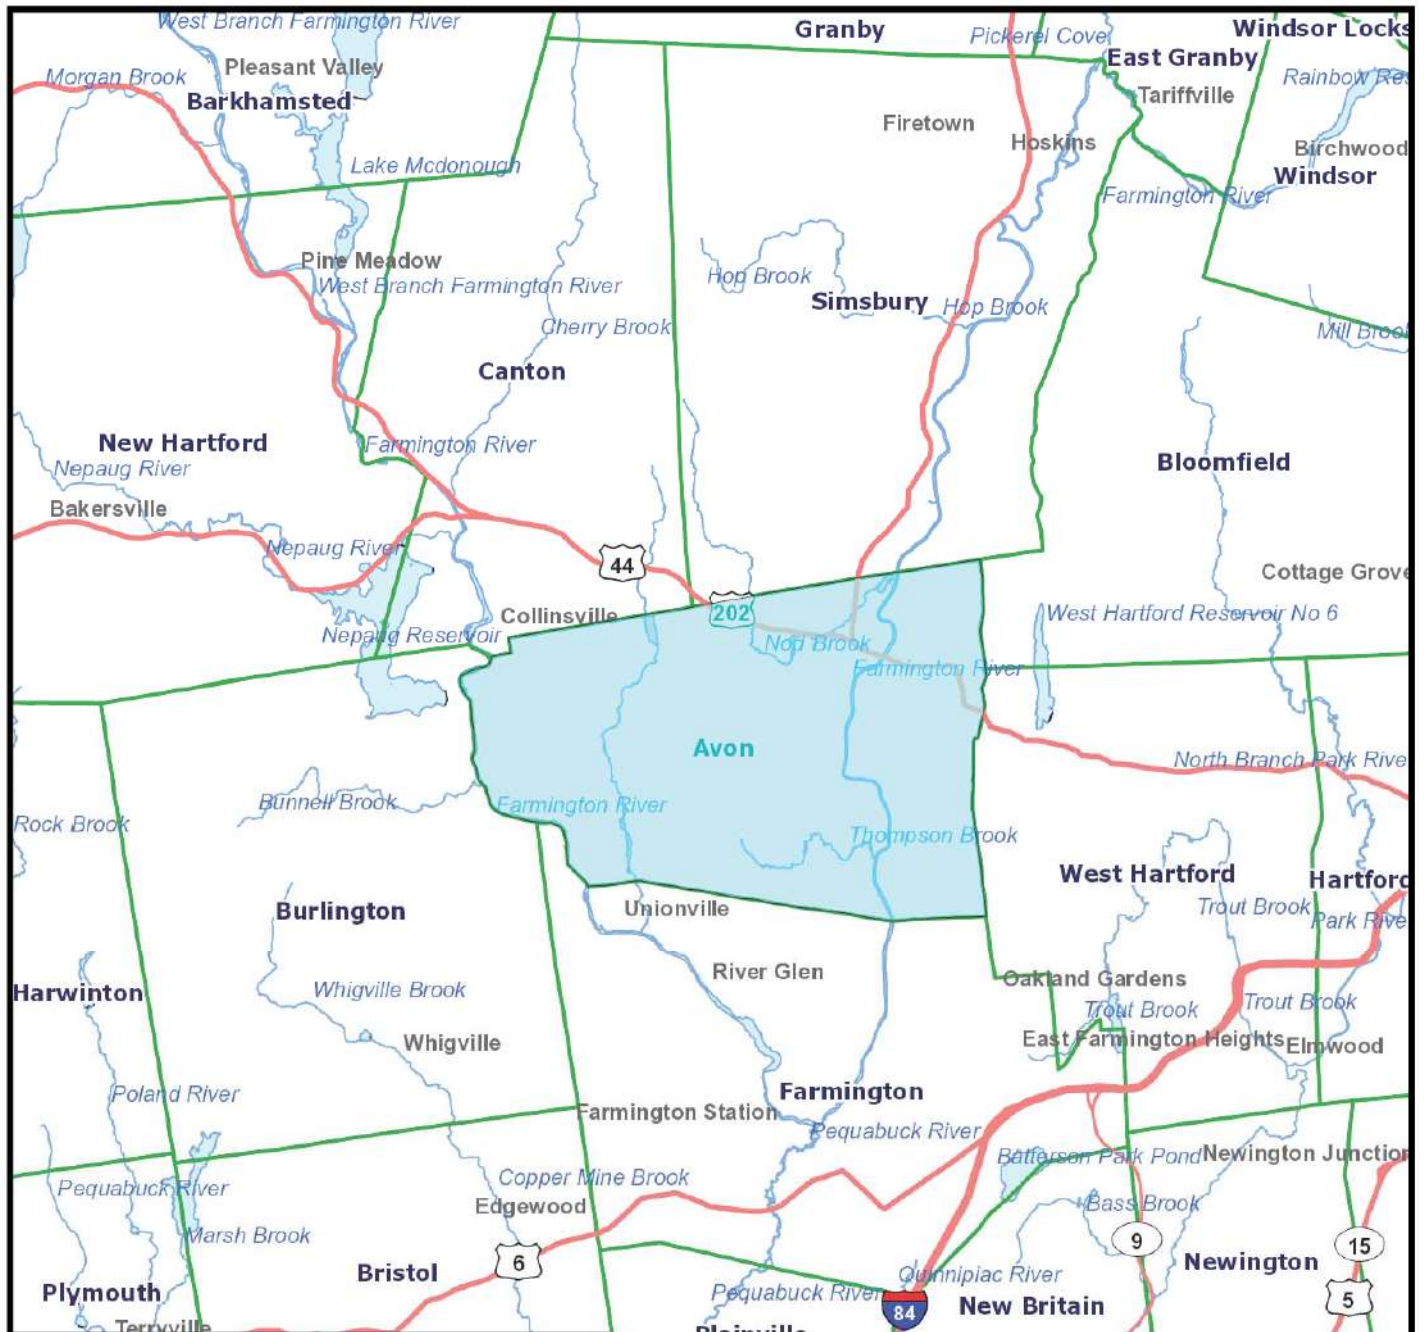 West Branch Farmington River
Granby
Pickerel Cove
Windsor Locks
East Granby
Pleasant Valley
Morgan Brook
Rainbow Res
Barkhamsted
Tariffville
Firetown
Hoskins
Birchwood
Lake Mcdonough
Windsor
Farmington River
Pine Meadow
West Branch Farmington River
Hop Brook
Simsbury
Hop Brook
Cherry Brook
Mill Brook
Canton
New Hartford
Farmington River
Nepaug River
Bloomfield
Bakersville
Nepaug River
44
Cottage Grove
202
Collinsville
West Hartford Reservoir No 6
Nepaug Reservoir
Nod Brook
Farmington River
Avon
North Branch Park Rive
Bunnell Brook
Farmington River
Rock Brook
Thompson Brook
West Hartford
Hartford
Burlington
Unionville
Trout Brook
Park Rive
River Glen
Oakland Gardens
Harwinton
Whigville Brook
Trout Brook
Trout Brook
Whigville
East Farmington Heights
Elmwood
Poland River
Farmington
Farmington Station
Pequabuck River
Batterson Park Pond
Newington Junction
Copper Mine Brook
Pequabuck River
Edgewood
Bass Brook
Marsh Brook
9
15
6
Newington
Bristol
Quinnipiac River
Plymouth
Pequabuck River
84
New Britain
5
Terryville
Plainville